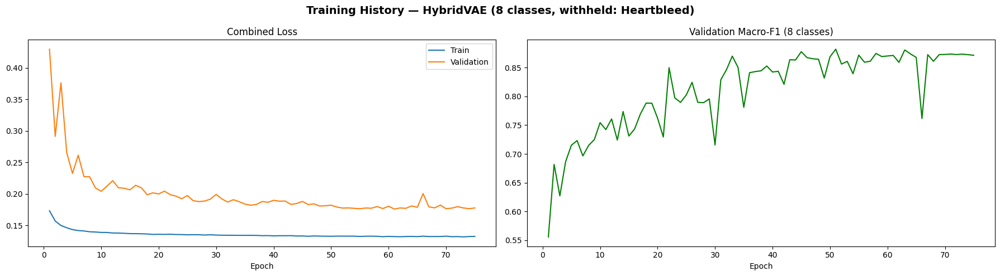 Training History — HybridVAE (8 classes, withheld: Heartbleed)
Combined Loss
Train
Validation
0.40
0.35
0.30
0.25
0.20
0.15
0 10 20 30 40 50 60 70
Epoch
Validation Macro-F1 (8 classes)
0.85
0.80
0.75
0.70
0.65
0.60
0.55
0 10 20 30 40 50 60 70
Epoch